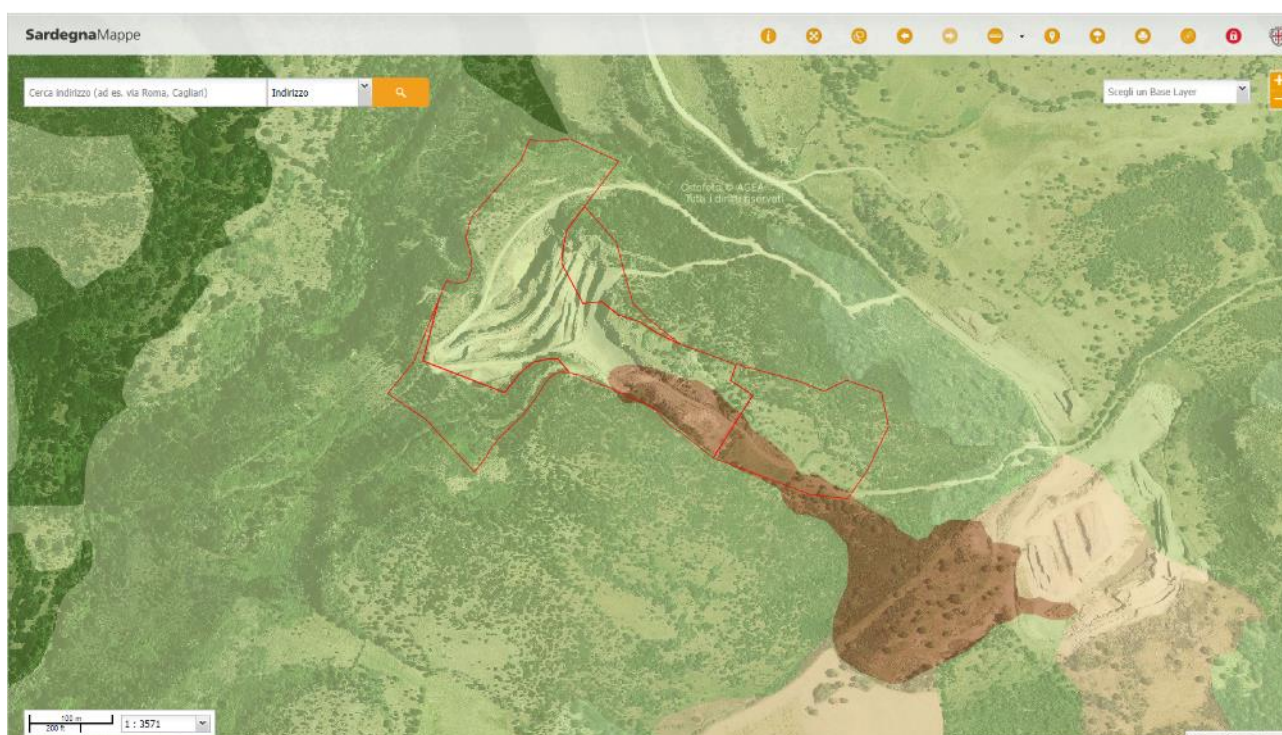 SardegnaMappe
Cerca indirizzo (ad es. via Roma, Cagliari)
Indirizzo
Scegli un Base Layer
Ortofoto © AGEA
Tutti i diritti riservati
100 m
200 ft
1 : 3571